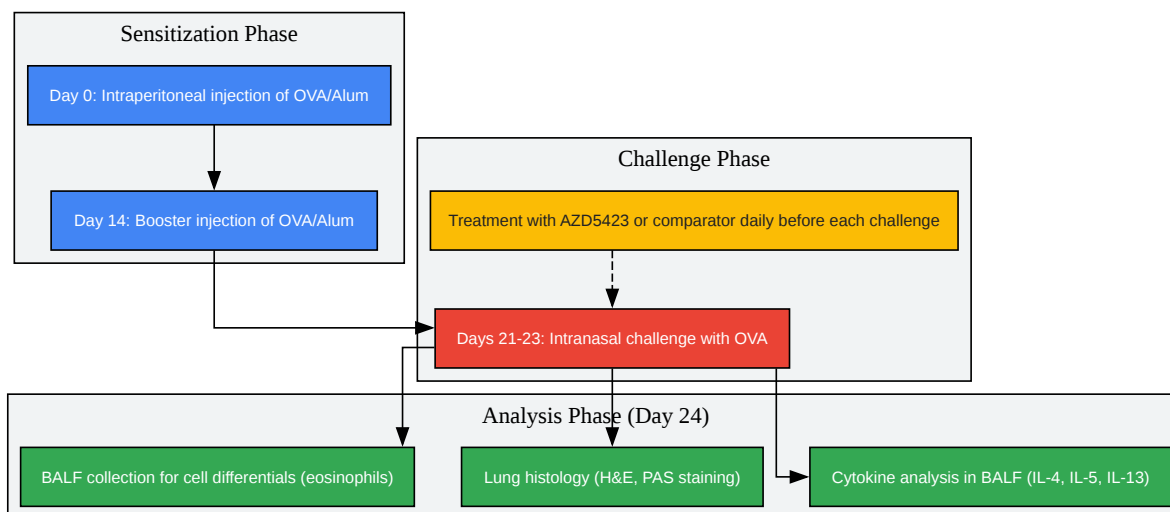 Sensitization Phase
Day 0: Intraperitoneal injection of OVA/Alum
Day 14: Booster injection of OVA/Alum
Challenge Phase
Treatment with AZD5423 or comparator daily before each challenge
Days 21-23: Intranasal challenge with OVA
Analysis Phase (Day 24)
BALF collection for cell differentials (eosinophils)
Lung histology (H&E, PAS staining)
Cytokine analysis in BALF (IL-4, IL-5, IL-13)